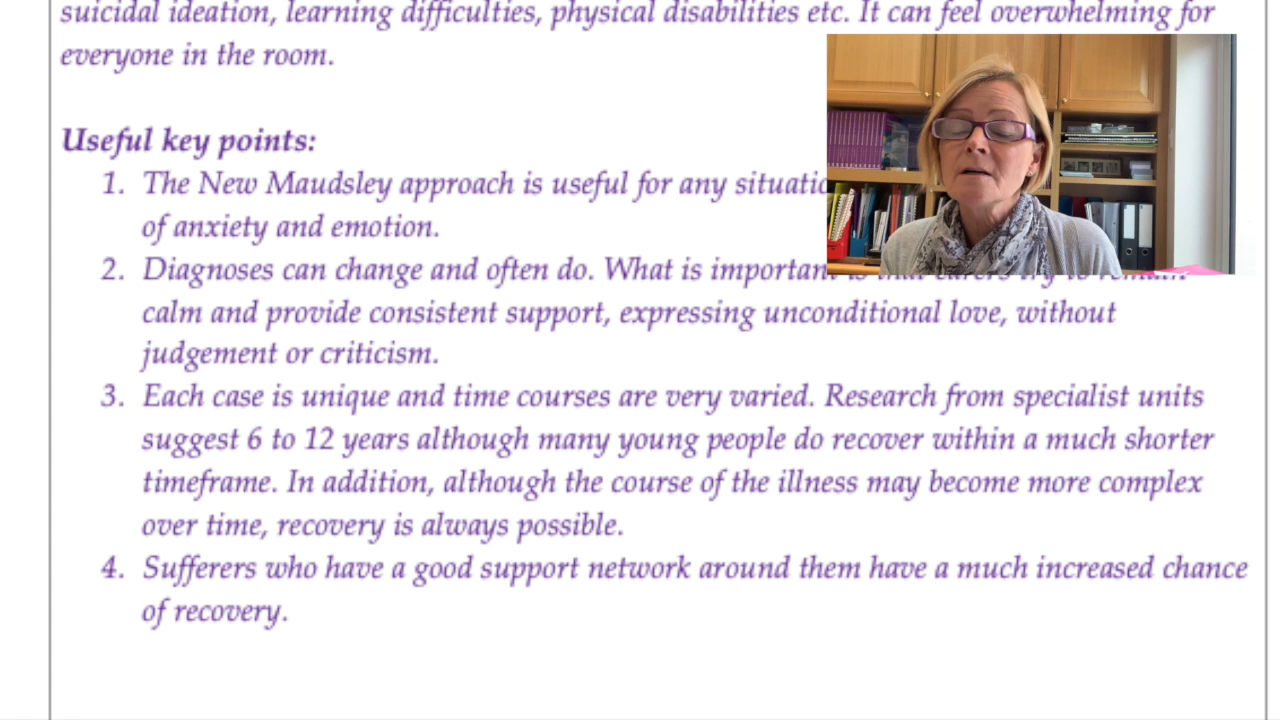 suicidal ideation, learning difficulties, physical disabilities etc. It can feel overwhelming for
everyone in the room.
Useful key points:
1. The New Maudsley approach is useful for any
of anxiety and emotion.
2. Diagnoses can change and often do. What is
calm and provide consistent support, expressing unconditional love, without
judgement or criticism.
3. Each case is unique and time courses are very varied. Research from specialist units
suggest 6 to 12 years although many young people do recover within a much shorter
timeframe. In addition, although the course of the illness may become more complex
over time, recovery is always possible.
4. Sufferers who have a good support network around them have a much increased chance
of recovery.